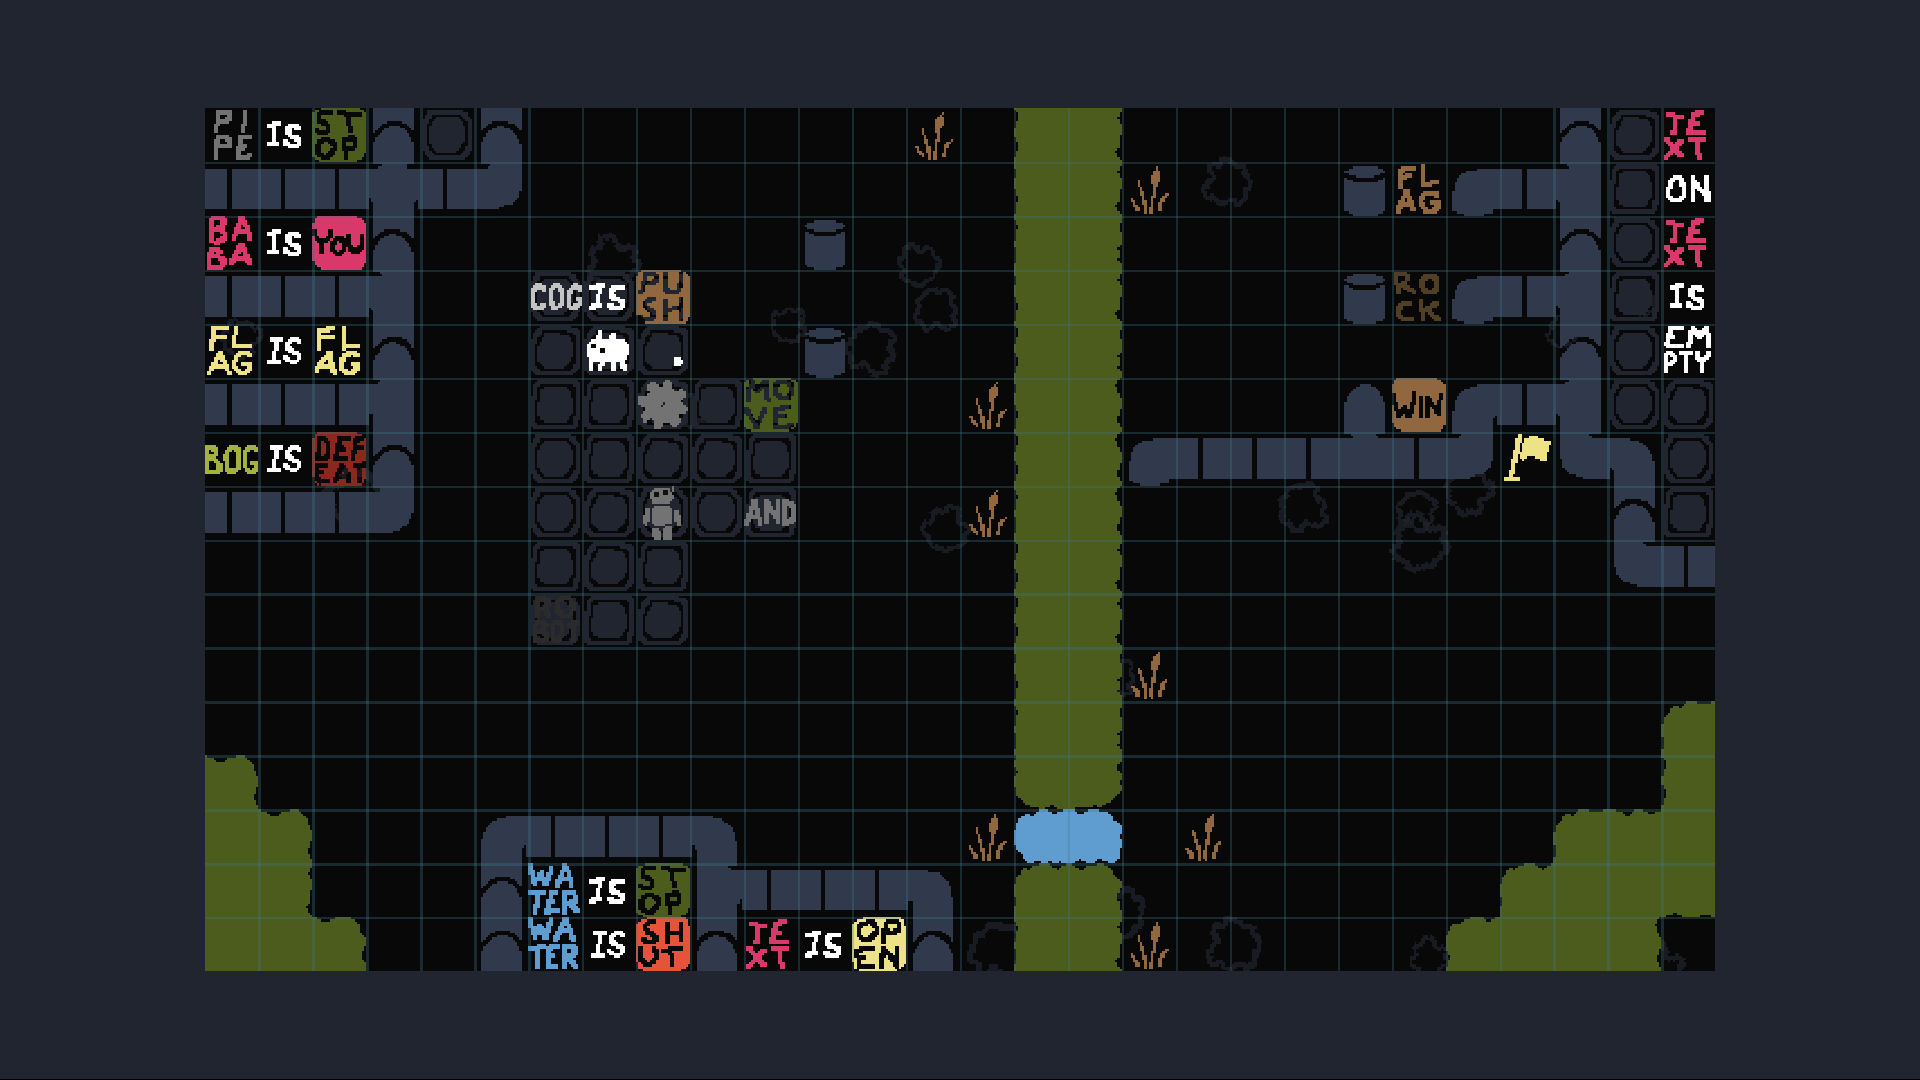 PIPE IS STOP
TEXT
FLAG
ON
BABA IS YOU
TEXT
COG IS PUSH
ROCK
IS
FLAG IS FLAG
EMPTY
MOVE
WIN
BOG IS DEFEAT
AND
ROBOT
WATER IS STOP
WATER IS SHUT
TEXT IS OPEN